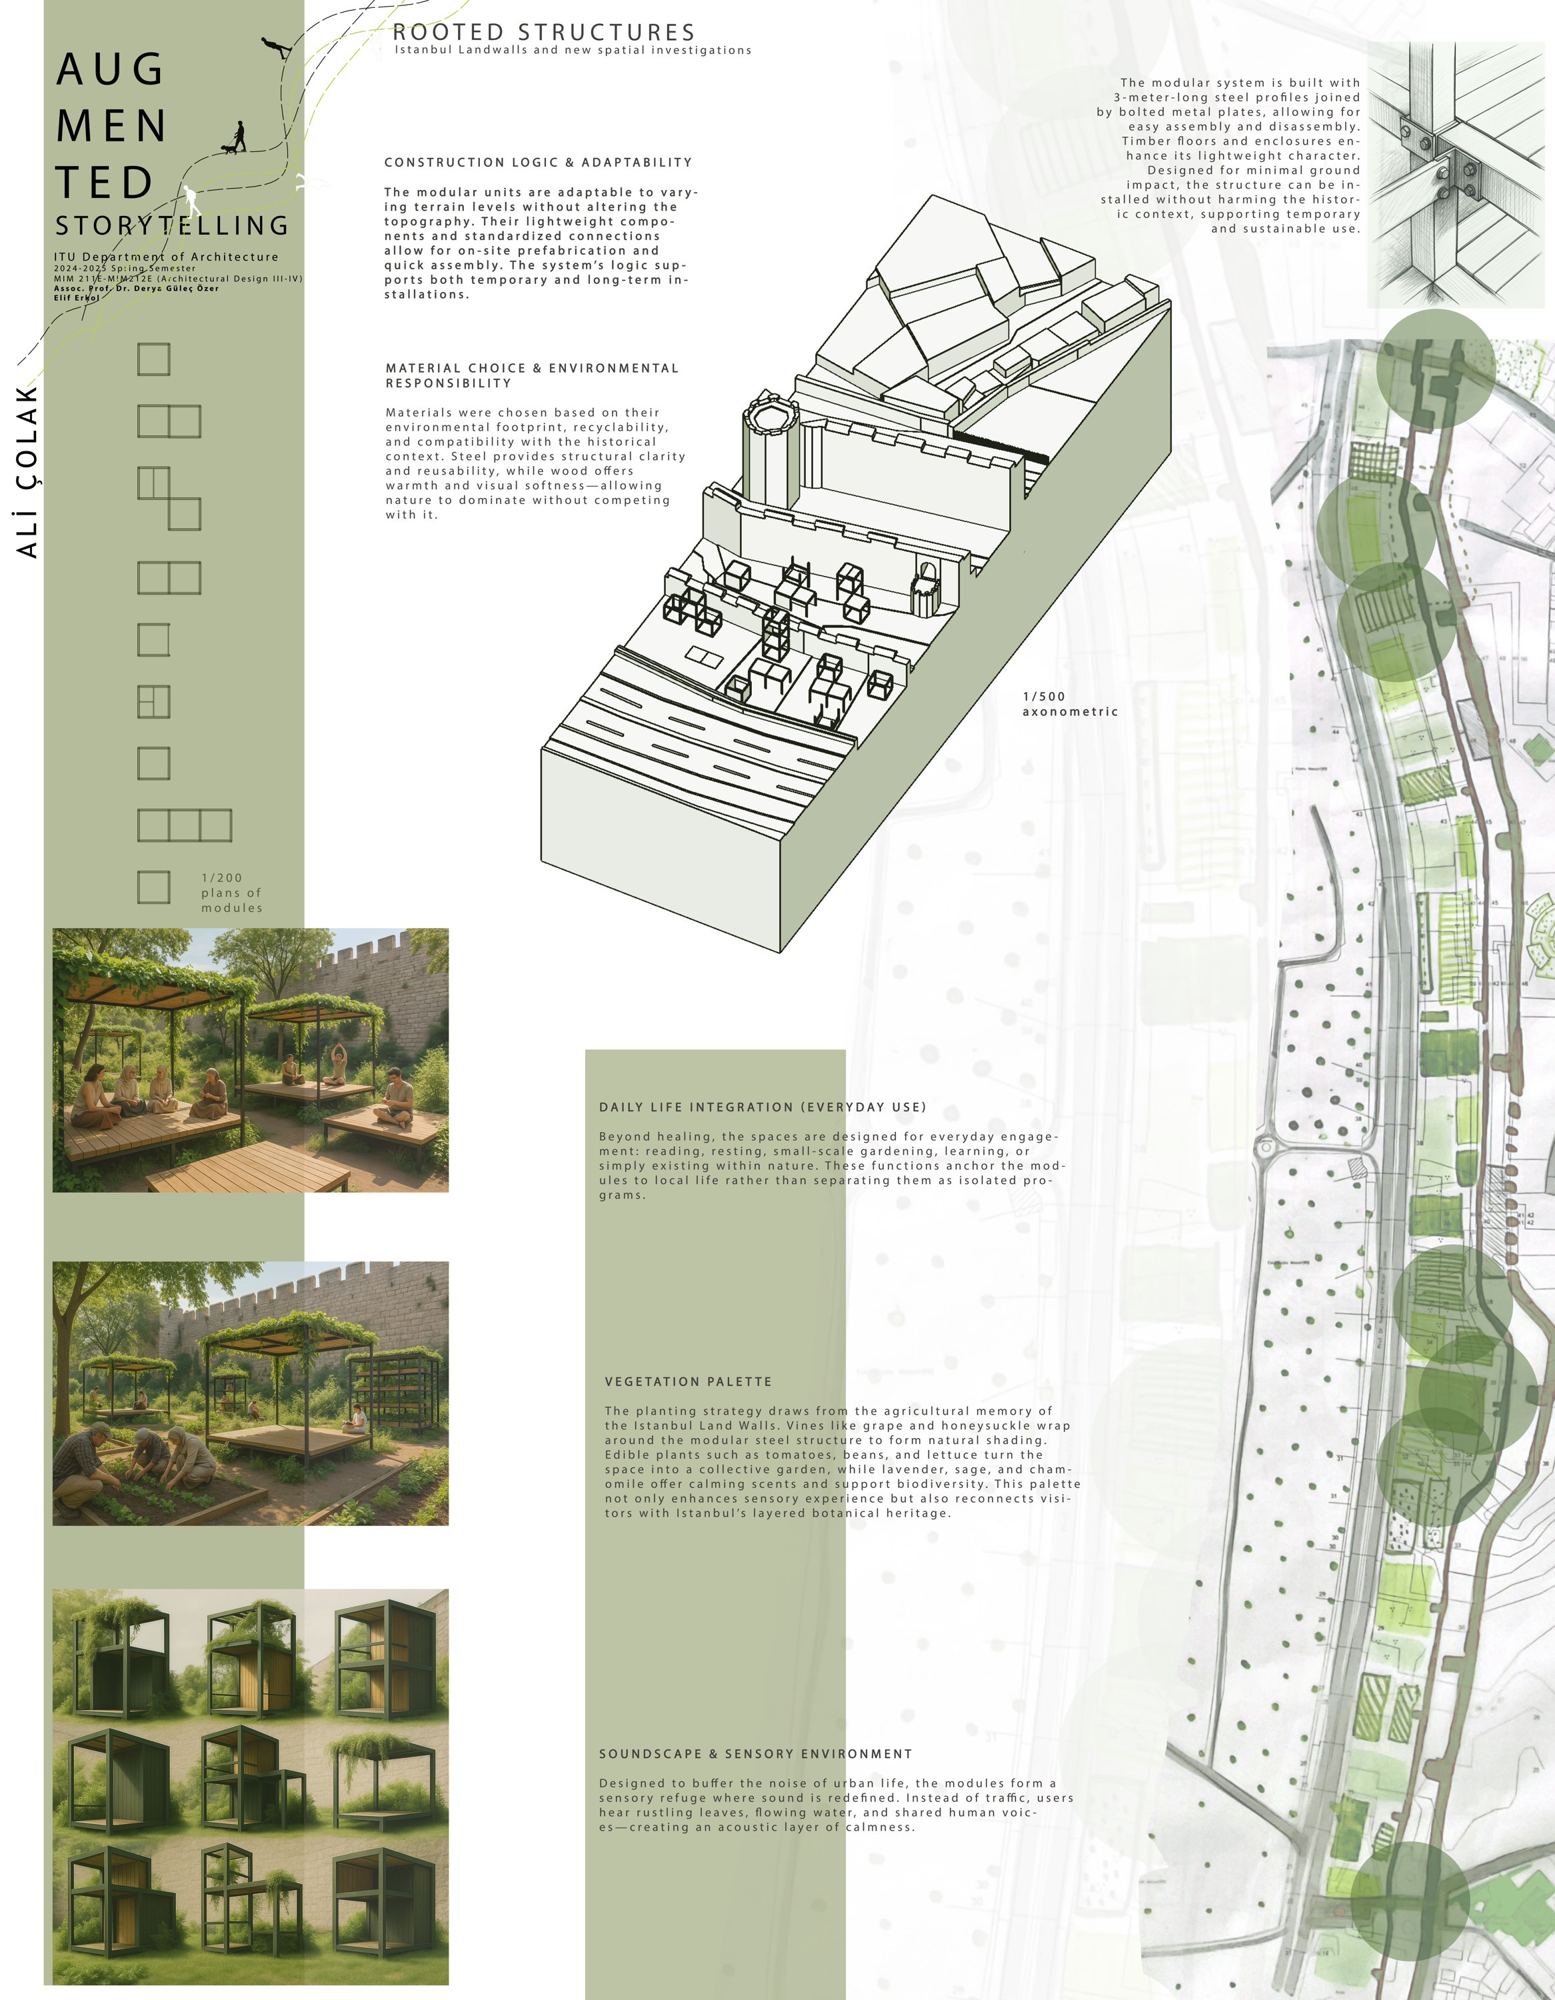 AUG
MEN
TED
STORYTELLING
ITU Department of Architecture
2024-2025 Spring Semester
MIM 211E-MIM212E (Architectural Design III-IV)
Assoc. Prof. Dr. Derya Güleç Özer
Elif Erkol
ALİ ÇOLAK
1/200
plans of
modules
ROOTED STRUCTURES
Istanbul Landwalls and new spatial investigations
CONSTRUCTION LOGIC & ADAPTABILITY
The modular units are adaptable to vary-
ing terrain levels without altering the
topography. Their lightweight compo-
nents and standardized connections
allow for on-site prefabrication and
quick assembly. The system's logic sup-
ports both temporary and long-term in-
stallations.
MATERIAL CHOICE & ENVIRONMENTAL
RESPONSIBILITY
Materials were chosen based on their
environmental footprint, recyclability,
and compatibility with the historical
context. Steel provides structural clarity
and reusability, while wood offers
warmth and visual softness—allowing
nature to dominate without competing
with it.
The modular system is built with
3-meter-long steel profiles joined
by bolted metal plates, allowing for
easy assembly and disassembly.
Timber floors and enclosures en-
hance its lightweight character.
Designed for minimal ground
impact, the structure can be in-
stalled without harming the histor-
ic context, supporting temporary
and sustainable use.
1/500
axonometric
DAILY LIFE INTEGRATION (EVERYDAY USE)
Beyond healing, the spaces are designed for everyday engage-
ment: reading, resting, small-scale gardening, learning, or
simply existing within nature. These functions anchor the mod-
ules to local life rather than separating them as isolated pro-
grams.
VEGETATION PALETTE
The planting strategy draws from the agricultural memory of
the Istanbul Land Walls. Vines like grape and honeysuckle wrap
around the modular steel structure to form natural shading.
Edible plants such as tomatoes, beans, and lettuce turn the
space into a collective garden, while lavender, sage, and cham-
omile offer calming scents and support biodiversity. This palette
not only enhances sensory experience but also reconnects visi-
tors with Istanbul's layered botanical heritage.
SOUNDSCAPE & SENSORY ENVIRONMENT
Designed to buffer the noise of urban life, the modules form a
sensory refuge where sound is redefined. Instead of traffic, users
hear rustling leaves, flowing water, and shared human voic-
es—creating an acoustic layer of calmness.